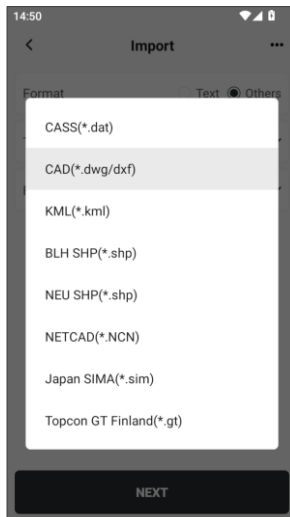 14:50
Import
Format Text Others
CASS(*.dat)
CAD(*.dwg/dxf)
KML(*.kml)
BLH SHP(*.shp)
NEU SHP(*.shp)
NETCAD(*.NCN)
Japan SIMA(*.sim)
Topcon GT Finland(*.gt)
NEXT